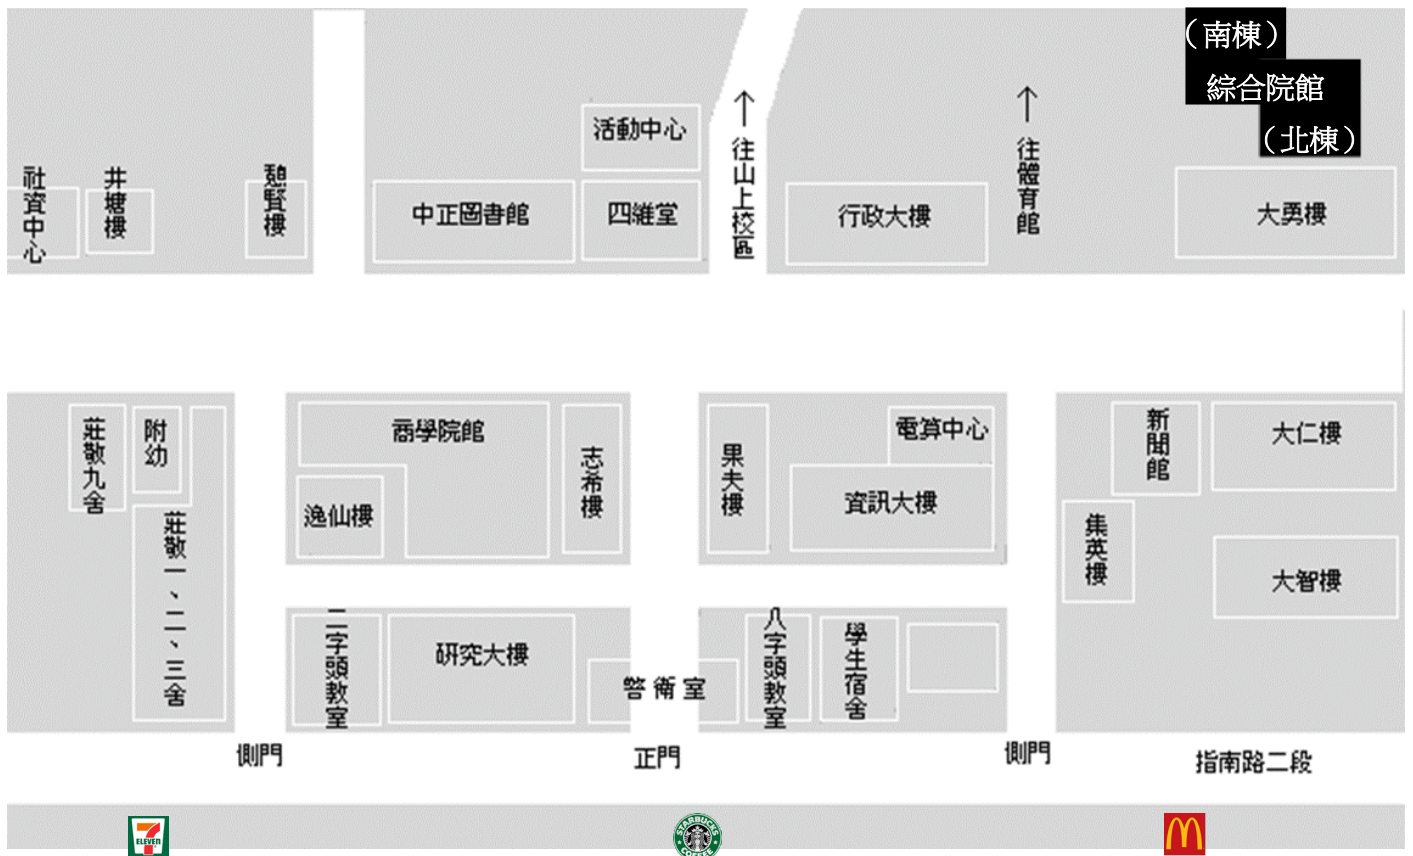 （南棟）
綜合院館
（北棟）
活動中心
往山上校區
往體育館
社資中心
井塘樓
憩賢樓
中正圖書館
四維堂
行政大樓
大勇樓
莊敬九舍
附幼
莊敬一、二、三舍
商學院館
逸仙樓
志希樓
果夫樓
電算中心
資訊大樓
新聞館
大仁樓
集英樓
大智樓
二字頭教室
研究大樓
警衛室
八字頭教室
學生宿舍
側門
正門
側門
指南路二段
7 ELEVEN
STARBUCKS COFFEE